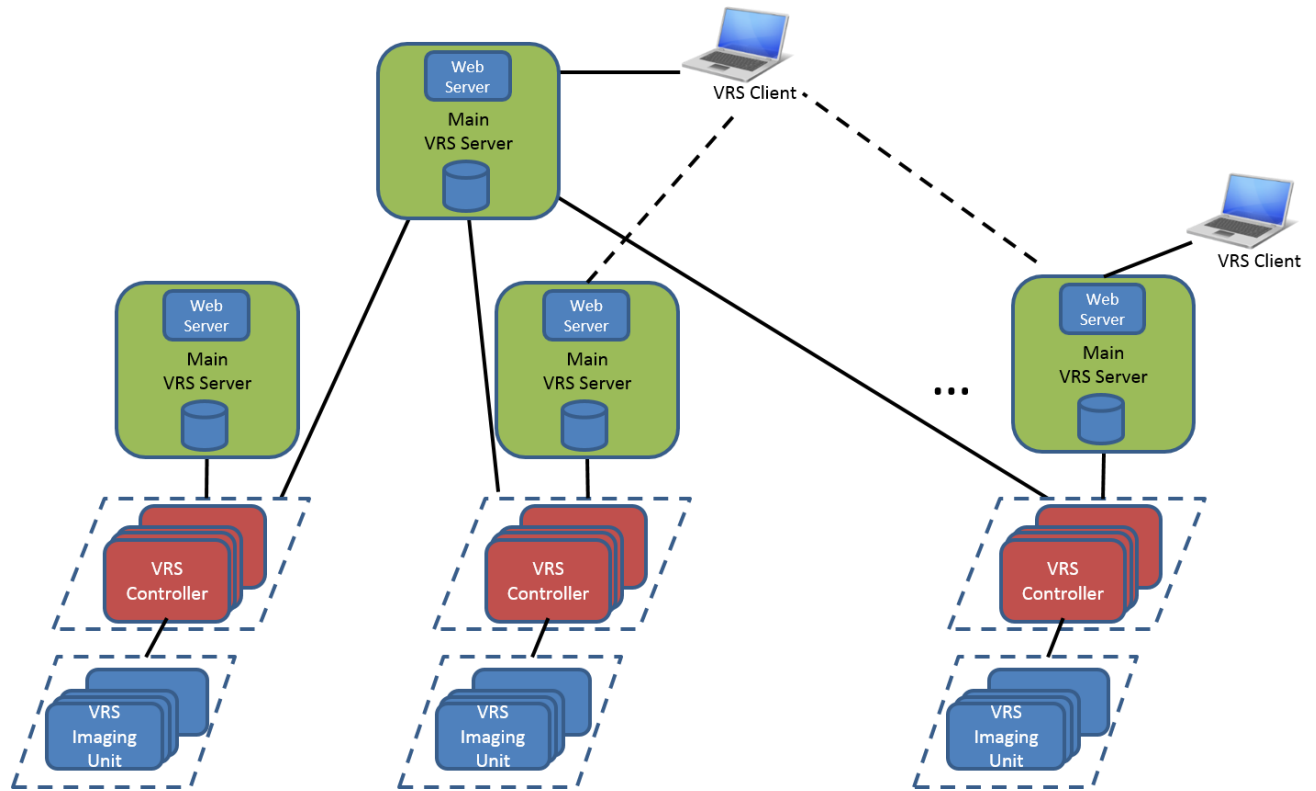 Web
Server
Main
VRS Server
VRS Client
VRS Client
Web
Server
Main
VRS Server
Web
Server
Main
VRS Server
...
Web
Server
Main
VRS Server
VRS
Controller
VRS
Controller
VRS
Controller
VRS
Imaging
Unit
VRS
Imaging
Unit
VRS
Imaging
Unit